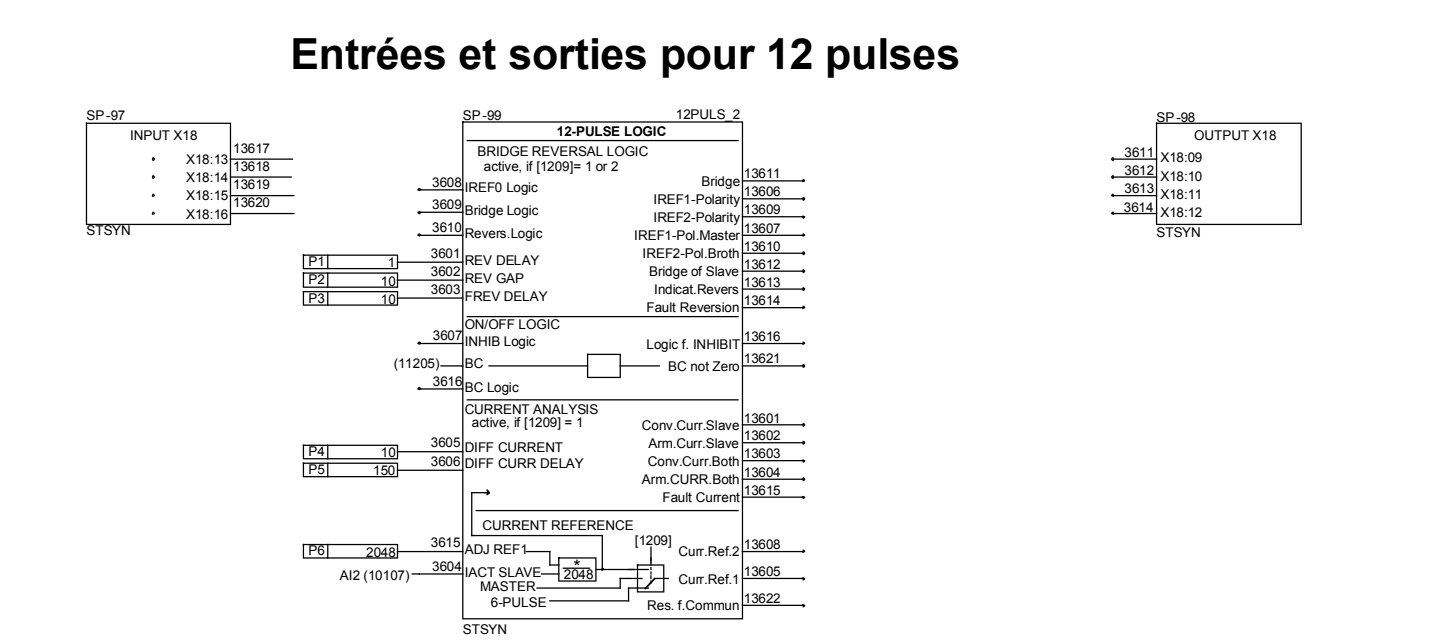 Entrées et sorties pour 12 pulses
SP-97
INPUT X18
X18:13 13617
X18:14 13618
X18:15 13619
X18:16 13620
STSYN
SP-99 12PULS_2
12-PULSE LOGIC
BRIDGE REVERSAL LOGIC
active, if [1209]= 1 or 2
3608 IREF0 Logic
3609 Bridge Logic
3610 Revers.Logic
P1 1 3601 REV DELAY
P2 10 3602 REV GAP
P3 10 3603 FREV DELAY
Bridge 13611
IREF1-Polarity 13606
IREF2-Polarity 13609
IREF1-Pol.Master 13607
IREF2-Pol.Broth 13610
Bridge of Slave 13612
Indicat.Revers 13613
Fault Reversion 13614
ON/OFF LOGIC
3607 INHIB Logic
(11205) BC
3616 BC Logic
Logic f. INHIBIT 13616
BC not Zero 13621
CURRENT ANALYSIS
active, if [1209] = 1
P4 10 3605 DIFF CURRENT
P5 150 3606 DIFF CURR DELAY
Conv.Curr.Slave 13601
Arm.Curr.Slave 13602
Conv.Curr.Both 13603
Arm.CURR.Both 13604
Fault Current 13615
CURRENT REFERENCE
[1209]
P6 2048 3615 ADJ REF1
AI2 (10107) 3604 IACT SLAVE
*
2048
MASTER
6-PULSE
Curr.Ref.2 13608
Curr.Ref.1 13605
Res. f.Commun 13622
STSYN
SP-98
OUTPUT X18
3611 X18:09
3612 X18:10
3613 X18:11
3614 X18:12
STSYN